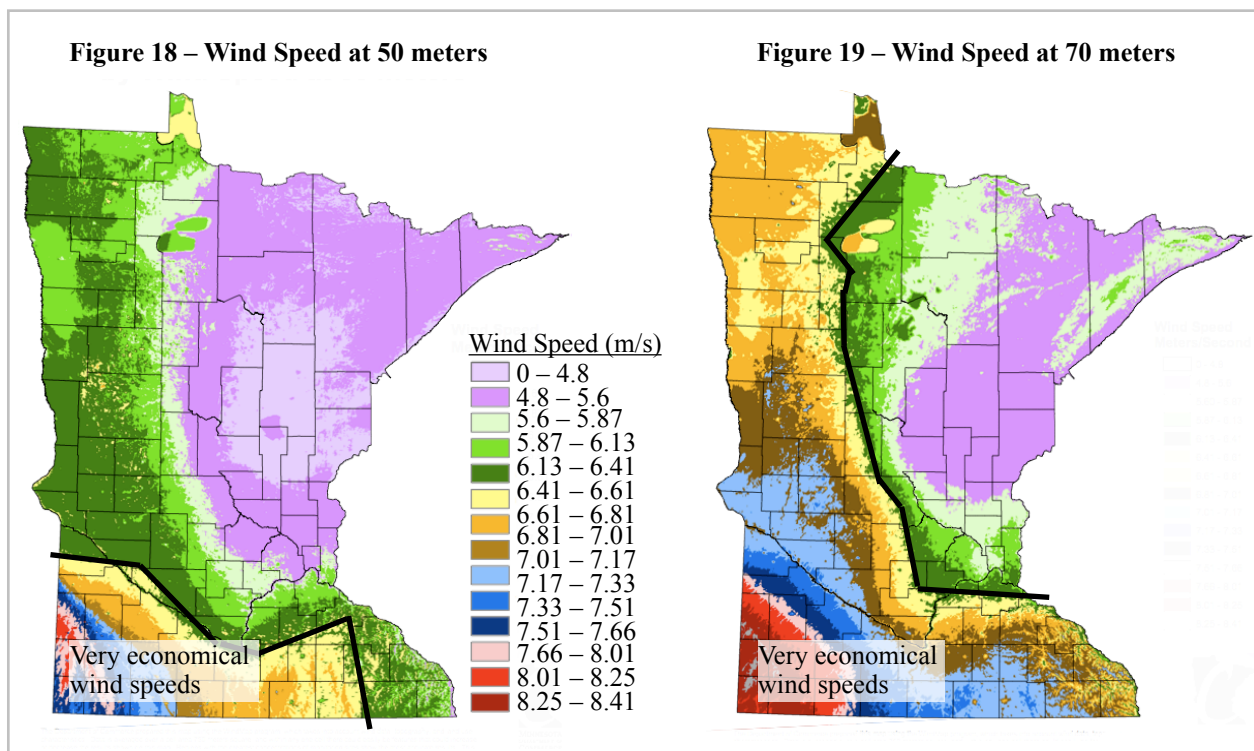 Figure 18 – Wind Speed at 50 meters
Figure 19 – Wind Speed at 70 meters
Wind Speed (m/s)
0 – 4.8
4.8 – 5.6
5.6 – 5.87
5.87 – 6.13
6.13 – 6.41
6.41 – 6.61
6.61 – 6.81
6.81 – 7.01
7.01 – 7.17
7.17 – 7.33
7.33 – 7.51
7.51 – 7.66
7.66 – 8.01
8.01 – 8.25
8.25 – 8.41
Very economical
wind speeds
Very economical
wind speeds